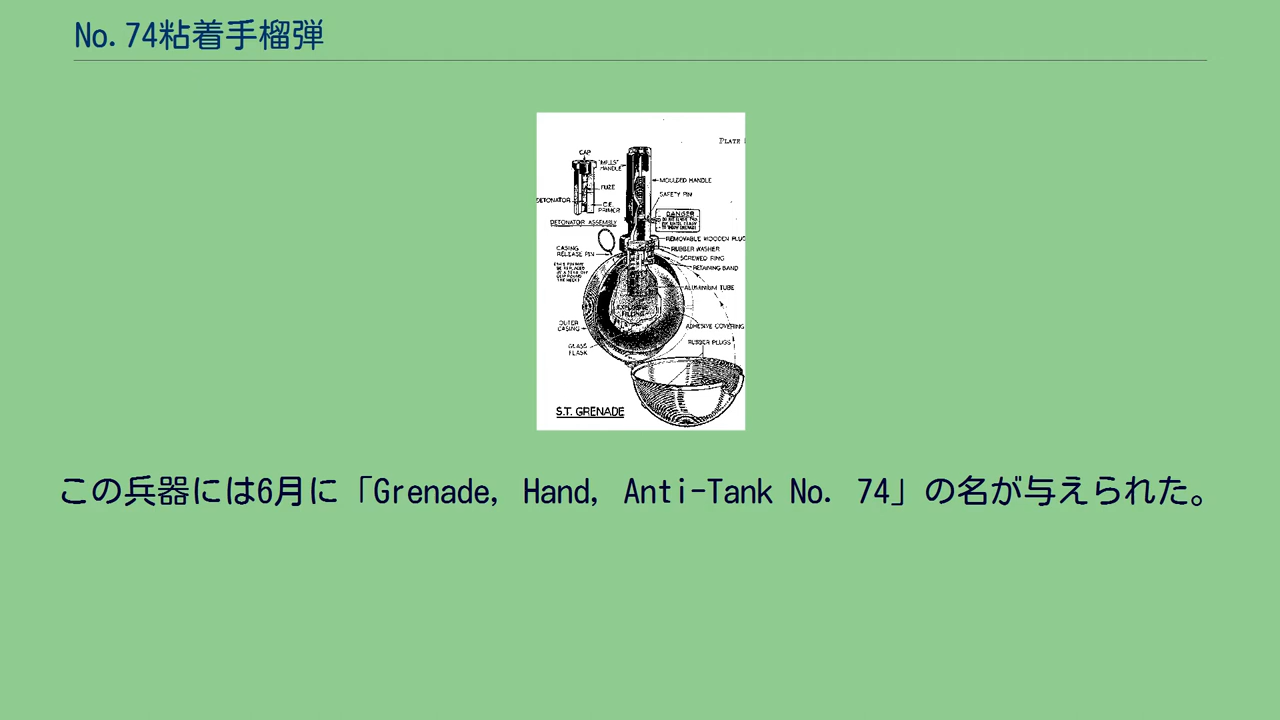 No.74粘着手榴弾
PLATE
CAP
"MILLS" HANDLE
FUZE
DETONATOR
C.E. PRIMER
DETONATOR ASSEMBLY
MOULDED HANDLE
SAFETY PIN
DANGER
REMOVABLE WOODEN PLUG
RUBBER WASHER
SCREWED RING
RETAINING BAND
CASING RELEASE PIN
ALUMINIUM TUBE
EXPLOSIVE FILLING
OUTER CASING
ADHESIVE COVERING
GLASS FLASK
RUBBER PLUGS
S.T. GRENADE
この兵器には6月に「Grenade, Hand, Anti-Tank No. 74」の名が与えられた。